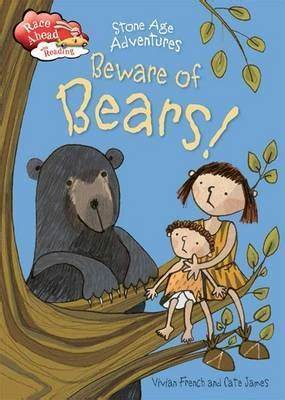 Race
Ahead
with
Reading
Stone Age
Adventures
Beware of
Bears!
Vivian French and Cate James